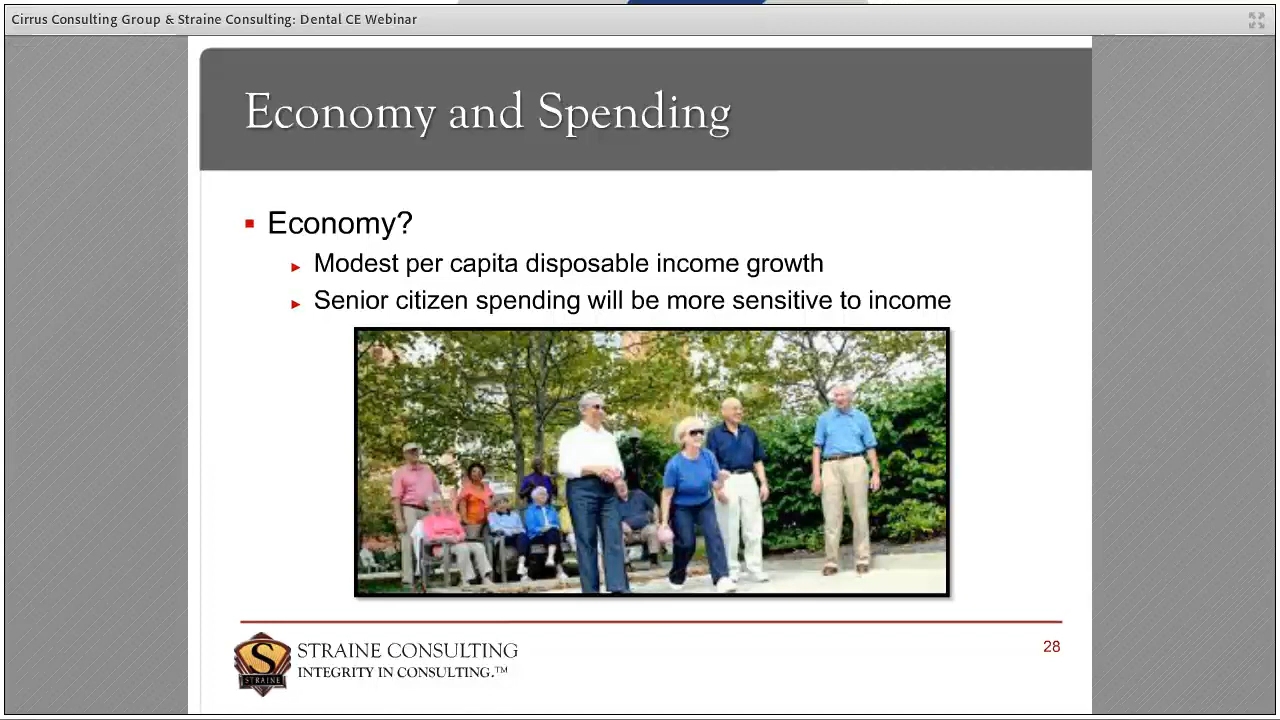 Cirrus Consulting Group & Straine Consulting: Dental CE Webinar
Economy and Spending
Economy?
Modest per capita disposable income growth
Senior citizen spending will be more sensitive to income
S
STRAINE
STRAINE CONSULTING
INTEGRITY IN CONSULTING.™
28